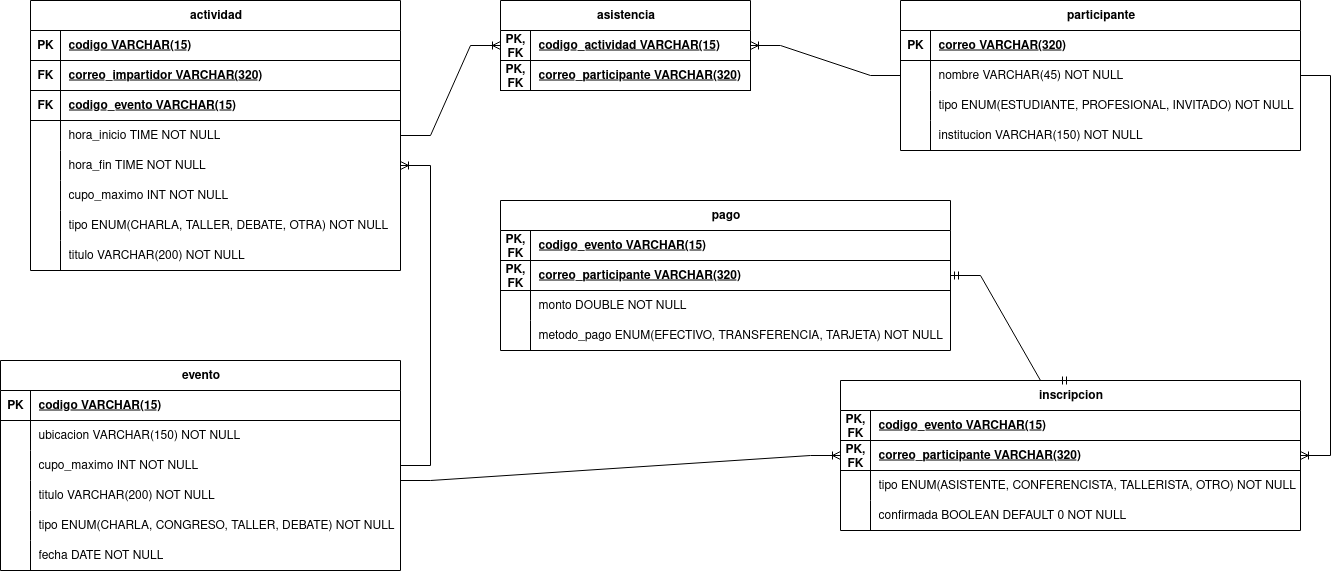 actividad
PK codigo VARCHAR(15)
FK correo_impartidor VARCHAR(320)
FK codigo_evento VARCHAR(15)
hora_inicio TIME NOT NULL
hora_fin TIME NOT NULL
cupo_maximo INT NOT NULL
tipo ENUM(CHARLA, TALLER, DEBATE, OTRA) NOT NULL
titulo VARCHAR(200) NOT NULL
asistencia
PK, FK codigo_actividad VARCHAR(15)
PK, FK correo_participante VARCHAR(320)
participante
PK correo VARCHAR(320)
nombre VARCHAR(45) NOT NULL
tipo ENUM(ESTUDIANTE, PROFESIONAL, INVITADO) NOT NULL
institucion VARCHAR(150) NOT NULL
pago
PK, FK codigo_evento VARCHAR(15)
PK, FK correo_participante VARCHAR(320)
monto DOUBLE NOT NULL
metodo_pago ENUM(EFECTIVO, TRANSFERENCIA, TARJETA) NOT NULL
evento
PK codigo VARCHAR(15)
ubicacion VARCHAR(150) NOT NULL
cupo_maximo INT NOT NULL
titulo VARCHAR(200) NOT NULL
tipo ENUM(CHARLA, CONGRESO, TALLER, DEBATE) NOT NULL
fecha DATE NOT NULL
inscripcion
PK, FK codigo_evento VARCHAR(15)
PK, FK correo_participante VARCHAR(320)
tipo ENUM(ASISTENTE, CONFERENCISTA, TALLERISTA, OTRO) NOT NULL
confirmada BOOLEAN DEFAULT 0 NOT NULL